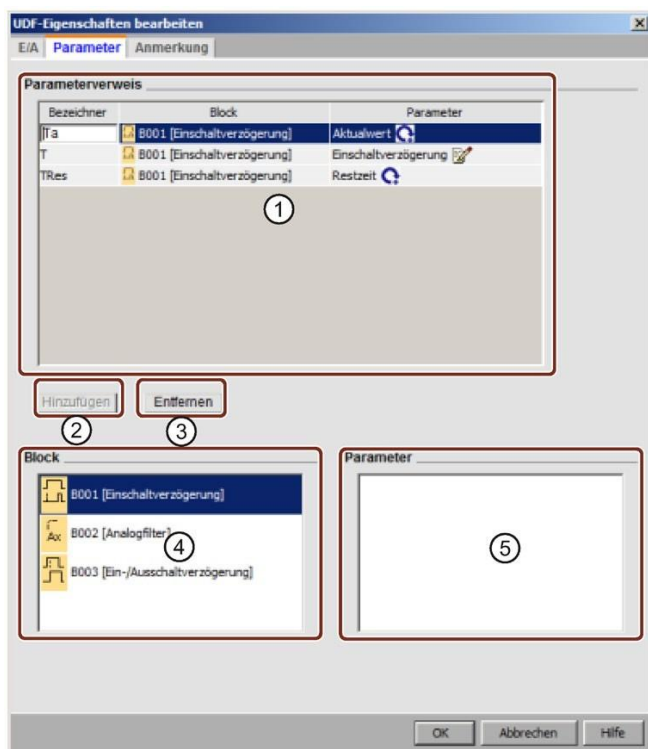 UDF-Eigenschaften bearbeiten
E/A Parameter Anmerkung
Parameterverweis
Bezeichner Block Parameter
Ta B001 [Einschaltverzögerung] Aktualwert
T B001 [Einschaltverzögerung] Einschaltverzögerung
TRes B001 [Einschaltverzögerung] Restzeit
1
Hinzufügen Entfernen
2 3
Block Parameter
B001 [Einschaltverzögerung]
Ax B002 [Analogfilter]
4 5
B003 [Ein-/Ausschaltverzögerung]
OK Abbrechen Hilfe